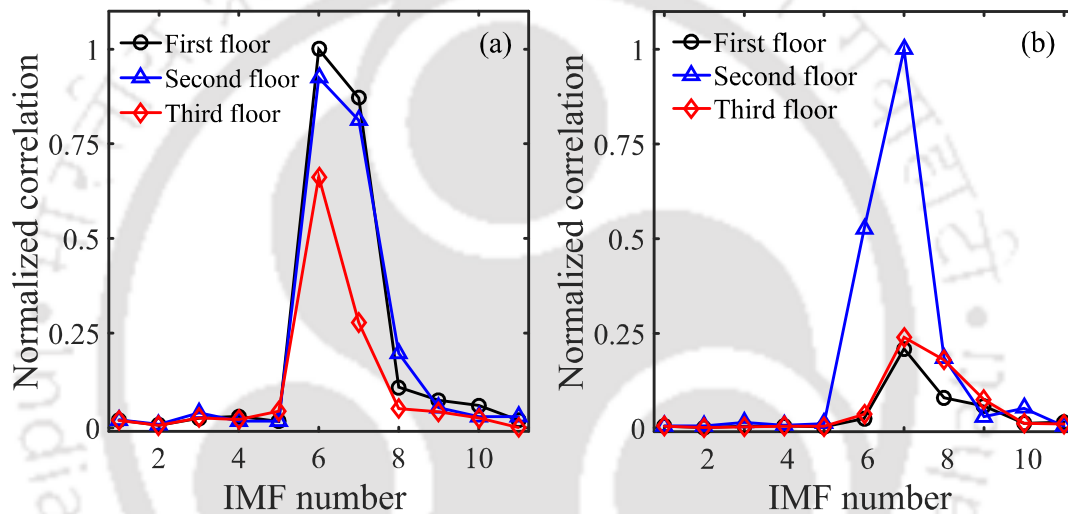 (a)
First floor
Second floor
Third floor
Normalized correlation
1
0.75
0.5
0.25
0
2 4 6 8 10
IMF number
(b)
First floor
Second floor
Third floor
Normalized correlation
1
0.75
0.5
0.25
0
2 4 6 8 10
IMF number